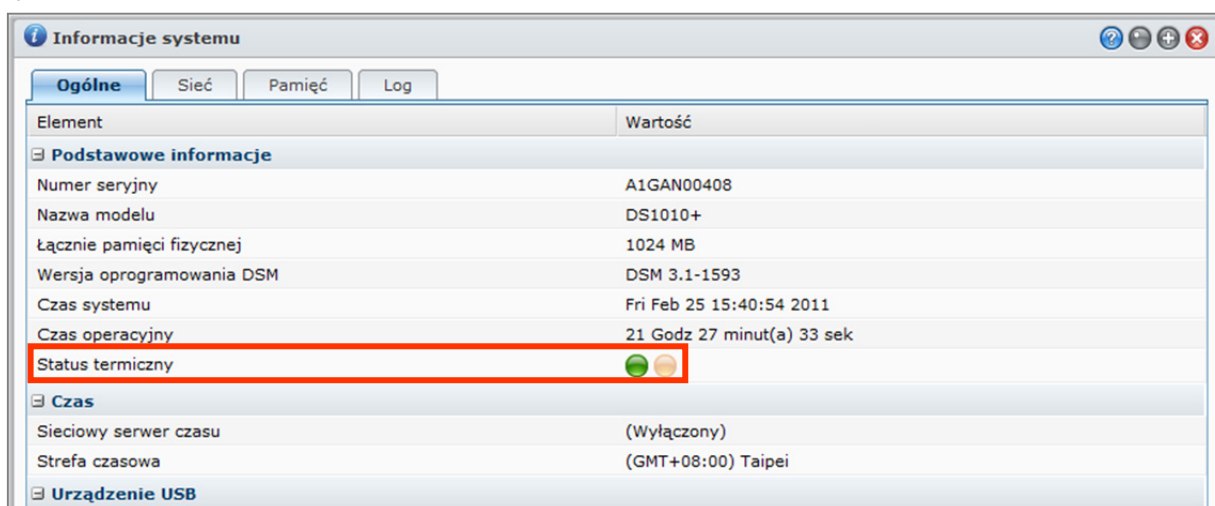 Informacje systemu
Ogólne Sieć Pamięć Log
Element Wartość
Podstawowe informacje
Numer seryjny A1GAN00408
Nazwa modelu DS1010+
Łącznie pamięci fizycznej 1024 MB
Wersja oprogramowania DSM DSM 3.1-1593
Czas systemu Fri Feb 25 15:40:54 2011
Czas operacyjny 21 Godz 27 minut(a) 33 sek
Status termiczny
Czas
Sieciowy serwer czasu (Wyłączony)
Strefa czasowa (GMT+08:00) Taipei
Urządzenie USB